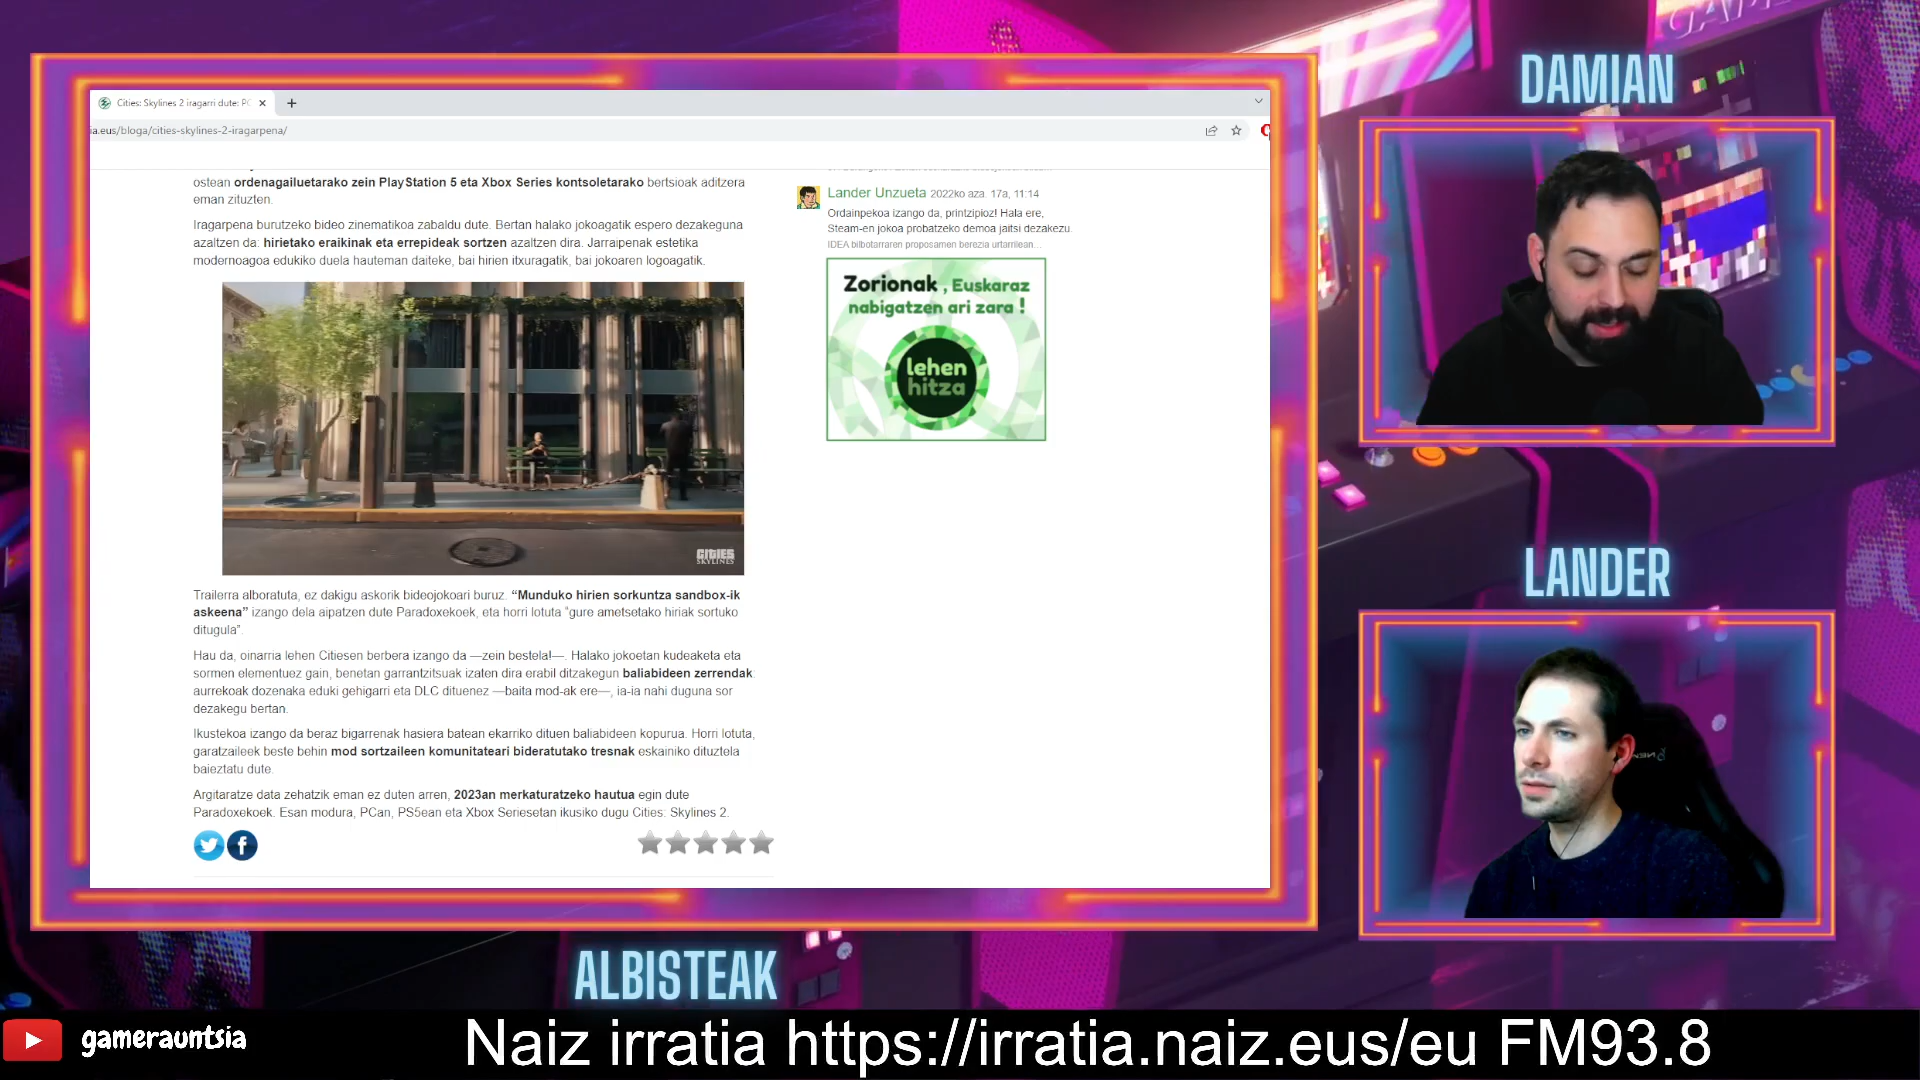 DAMIAN
Cities: Skylines 2 iragarri dute: PC
ia.eus/bloga/cities-skylines-2-iragarpena/
ostean ordenagailuetarako zein PlayStation 5 eta Xbox Series kontsoletarako bertsioak aditzera
eman zituzten.
Iragarpena burutzeko bideo zinematikoa zabaldu dute. Bertan halako jokoagatik espero dezakeguna
azaltzen da: hirietako eraikinak eta errepideak sortzen azaltzen dira. Jarraipenak estetika
modernoagoa edukiko duela hauteman daiteke, bai hirien itxuragatik, bai jokoaren logoagatik.
CITIES
SKYLINES
Trailerra alboratuta, ez dakigu askorik bideojokoari buruz. “Munduko hirien sorkuntza sandbox-ik
askeena” izango dela aipatzen dute Paradoxekoek, eta horri lotuta “gure ametsetako hiriak sortuko
ditugula”.
Hau da, oinarria lehen Citiesen berbera izango da —zein bestela!—. Halako jokoetan kudeaketa eta
sormen elementuez gain, benetan garrantzitsuak izaten dira erabil ditzakegun baliabideen zerrendak
aurrekoak dozenaka eduki gehigarri eta DLC dituenez —baita mod-ak ere—, ia-ia nahi duguna sor
dezakegu bertan.
Ikustekoa izango da beraz bigarrenak hasiera batean ekarriko dituen baliabideen kopurua. Horri lotuta,
garatzaileek beste behin mod sortzaileen komunitateari bideratutako tresnak eskainiko dituztela
baieztatu dute.
Argitaratze data zehatzik eman ez duten arren, 2023an merkaturatzeko hautua egin dute
Paradoxekoek. Esan modura, PCan, PS5ean eta Xbox Seriesetan ikusiko dugu Cities: Skylines 2.
Lander Unzueta 2022ko aza. 17a, 11:14
Ordainpekoa izango da, printzipioz! Hala ere,
Steam-en jokoa probatzeko demoa jaitsi dezakezu.
IDEA bilbotarraren proposamen berezia urtarrilean...
Zorionak , Euskaraz
nabigatzen ari zara !
lehen
hitza
LANDER
ALBISTEAK
gamerauntsia
Naiz irratia https://irratia.naiz.eus/eu FM93.8